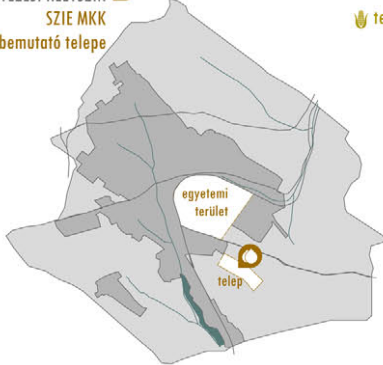 SZIE MKK
bemutató telepe
egyetemi
terület
telep